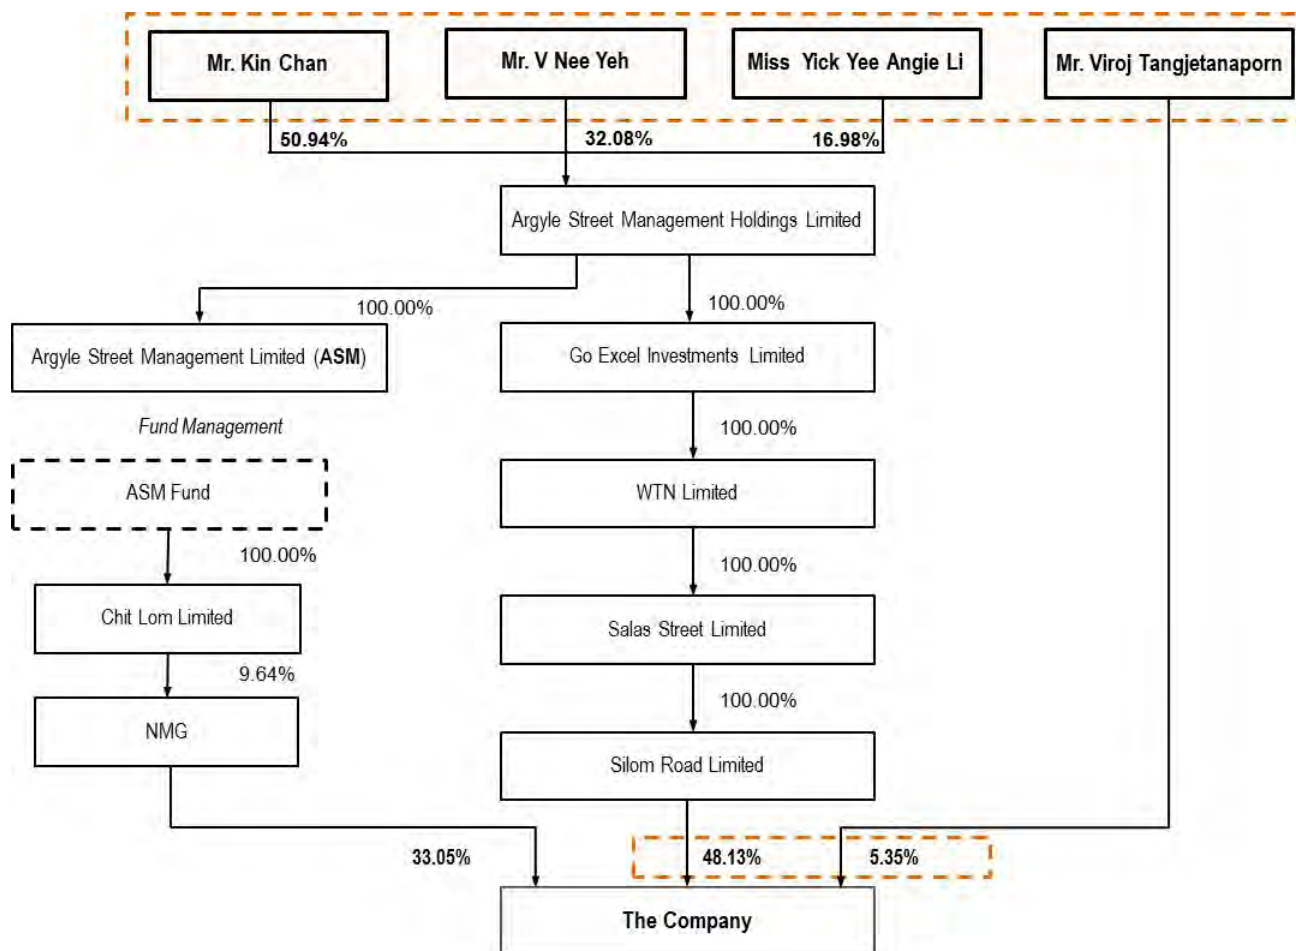 Mr. Kin Chan
Mr. V Nee Yeh
Miss Yick Yee Angie Li
Mr. Viroj Tangjetanaporn
50.94%
32.08%
16.98%
Argyle Street Management Holdings Limited
100.00%
100.00%
Argyle Street Management Limited (ASM)
Go Excel Investments Limited
Fund Management
100.00%
ASM Fund
WTN Limited
100.00%
100.00%
Chit Lom Limited
Salas Street Limited
9.64%
100.00%
NMG
Silom Road Limited
33.05%
48.13%
5.35%
The Company